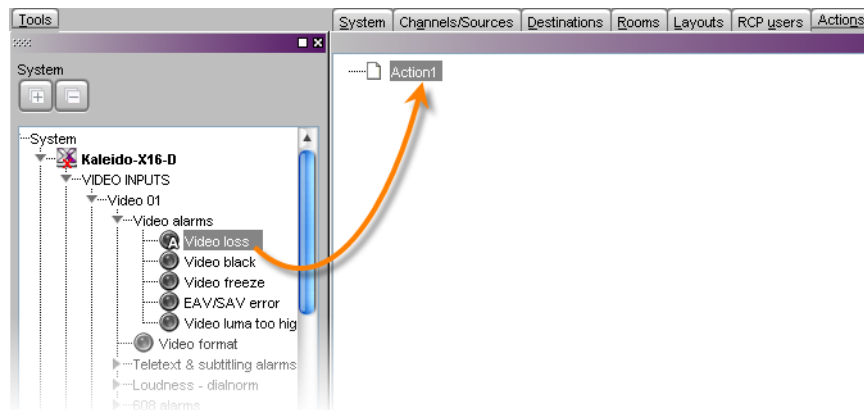 Tools
System
Channels/Sources
Destinations
Rooms
Layouts
RCP users
Actions
System
System
Kaleido-X16-D
VIDEO INPUTS
Video 01
Video alarms
A Video loss
Video black
Video freeze
EAV/SAV error
Video luma too hig
Video format
Teletext & subtitling alarms
Loudness - dialnorm
608 alarms
Action1